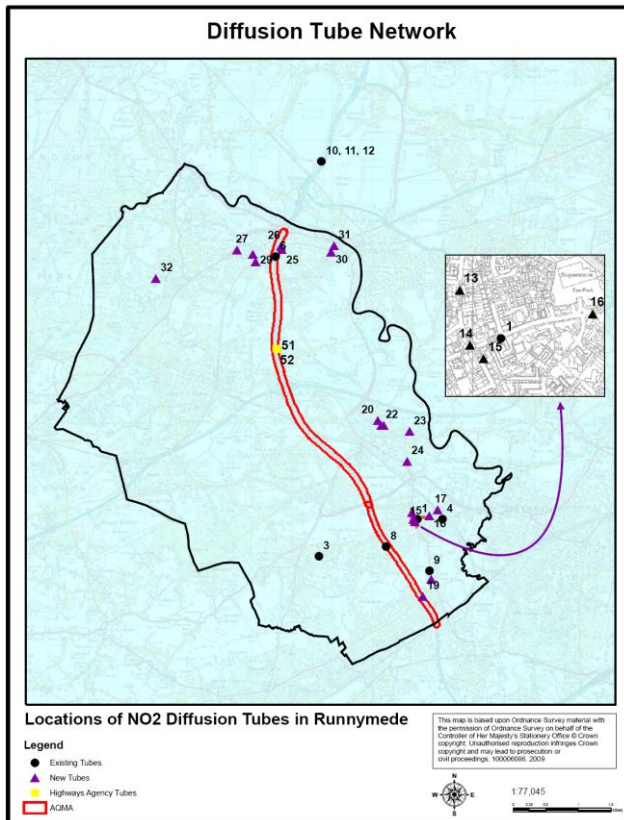 Diffusion Tube Network
10, 11, 12
31
26
27
6
30
25
29
32
13
16
1
14
15
51
52
20
22
23
24
17
15 1
4
18
8
3
9
19
Locations of NO2 Diffusion Tubes in Runnymede
Legend
Existing Tubes
New Tubes
Highways Agency Tubes
AQMA
This map is based upon Ordnance Survey material with
the permission of Ordnance Survey on behalf of the
Controller of Her Majesty's Stationery Office © Crown
copyright. Unauthorised reproduction infringes Crown
copyright and may lead to prosecution or
civil proceedings. 100006086. 2009
N
W E
S
1:77,045